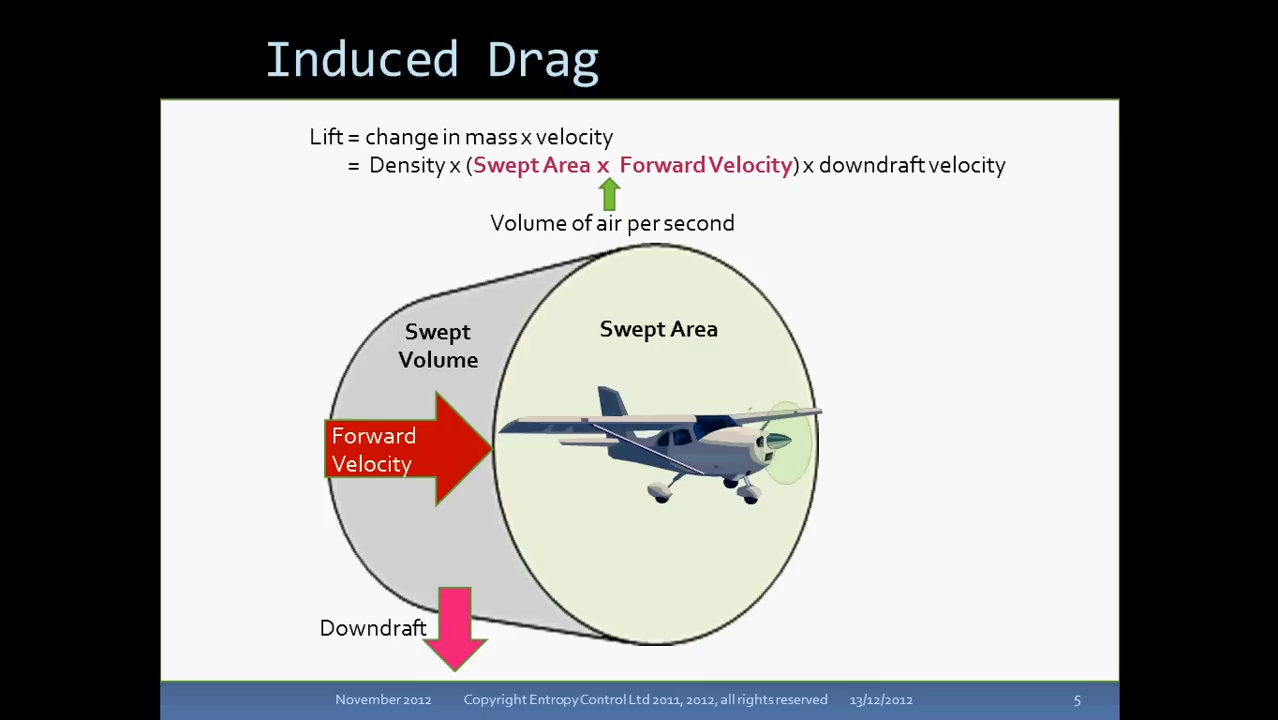 Induced Drag
Lift = change in mass x velocity
= Density x (Swept Area x Forward Velocity) x downdraft velocity
Volume of air per second
Swept Area
Swept
Volume
Forward
Velocity
Downdraft
November 2012 Copyright Entropy Control Ltd 2011, 2012, all rights reserved 13/12/2012 5